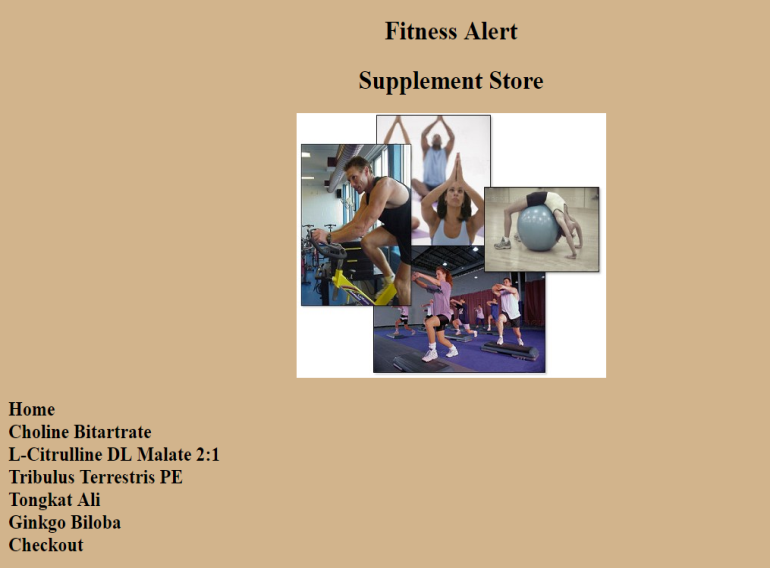 Fitness Alert
Supplement Store
Home
Choline Bitartrate
L-Citrulline DL Malate 2:1
Tribulus Terrestris PE
Tongkat Ali
Ginkgo Biloba
Checkout